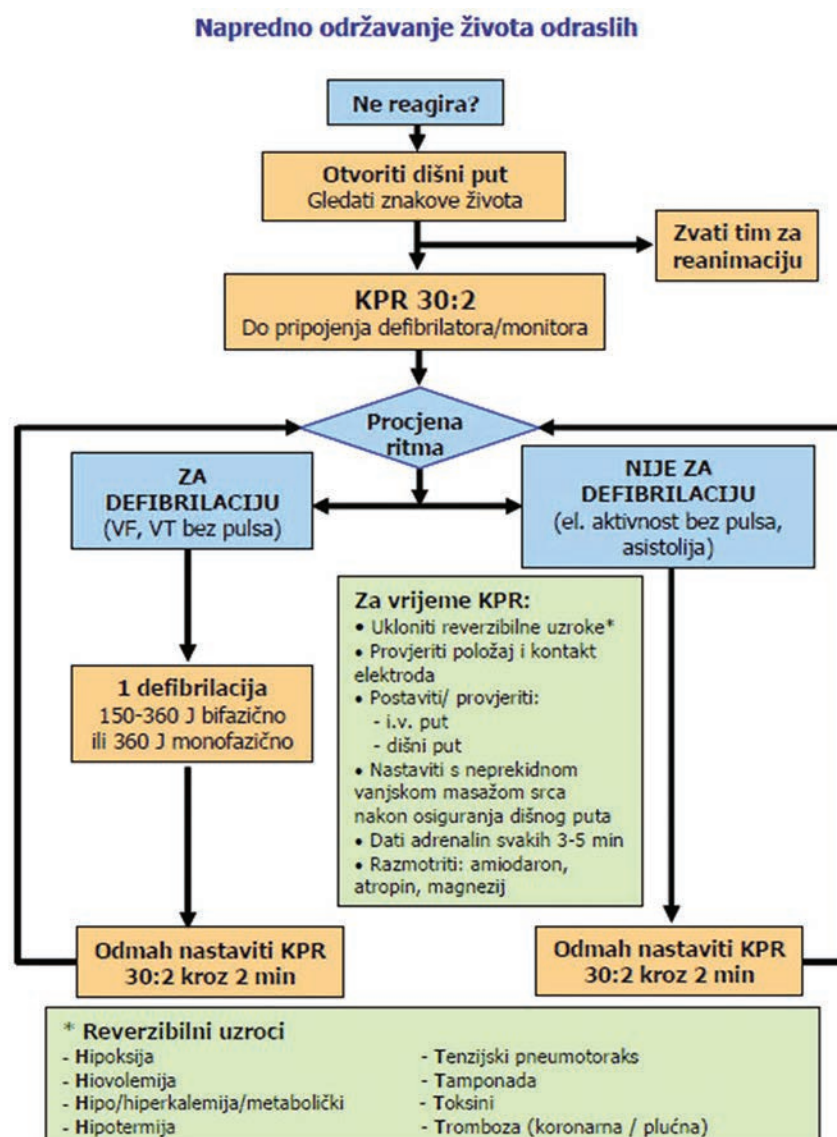 Napredno održavanje života odraslih
Ne reagira?
Otvoriti dišni put
Gledati znakove života
Zvati tim za
reanimaciju
KPR 30:2
Do pripojenja defibrilatora/monitora
Procjena
ritma
ZA
DEFIBRILACIJU
(VF, VT bez pulsa)
NIJE ZA
DEFIBRILACIJU
(el. aktivnost bez pulsa,
asistolija)
1 defibrilacija
150-360 J bifazično
ili 360 J monofazično
Za vrijeme KPR:
• Ukloniti reverzibilne uzroke*
• Provjeriti položaj i kontakt
elektroda
• Postaviti/ provjeriti:
- i.v. put
- dišni put
• Nastaviti s neprekidnom
vanjskom masažom srca
nakon osiguranja dišnog puta
• Dati adrenalin svakih 3-5 min
• Razmotriti: amiodaron,
atropin, magnezij
Odmah nastaviti KPR
30:2 kroz 2 min
Odmah nastaviti KPR
30:2 kroz 2 min
* Reverzibilni uzroci
- Hipoksija
- Hiovolemija
- Hipo/hiperkalemija/metabolički
- Hipotermija
- Tenzijski pneumotoraks
- Tamponada
- Toksini
- Tromboza (koronarna / plućna)